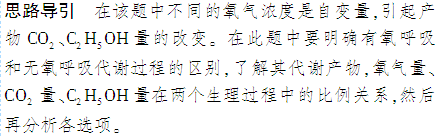 思路导引 在该题中不同的氧气浓度是自变量,引起产
物 CO₂、C₂H₅OH 量的改变。在此题中要明确有氧呼吸
和无氧呼吸代谢过程的区别,了解其代谢产物,氧气量、
CO₂ 量、C₂H₅OH 量在两个生理过程中的比例关系,然后
再分析各选项。